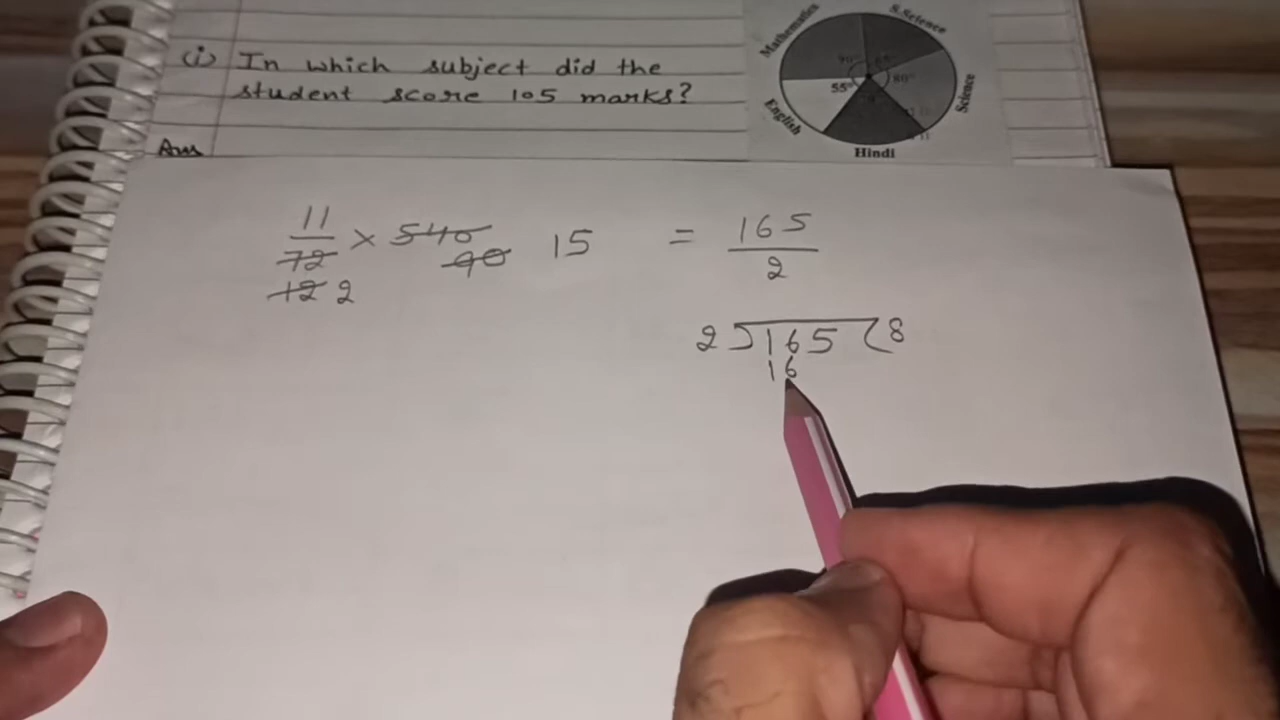 (i) In which subject did the
student score 105 marks?
Ans
Mathematics
S.Science
Science
Hindi
English
90°
65°
80°
55°
11
72 × 540 15 = 165
90
12 2 2
2 ) 165 ( 8
16